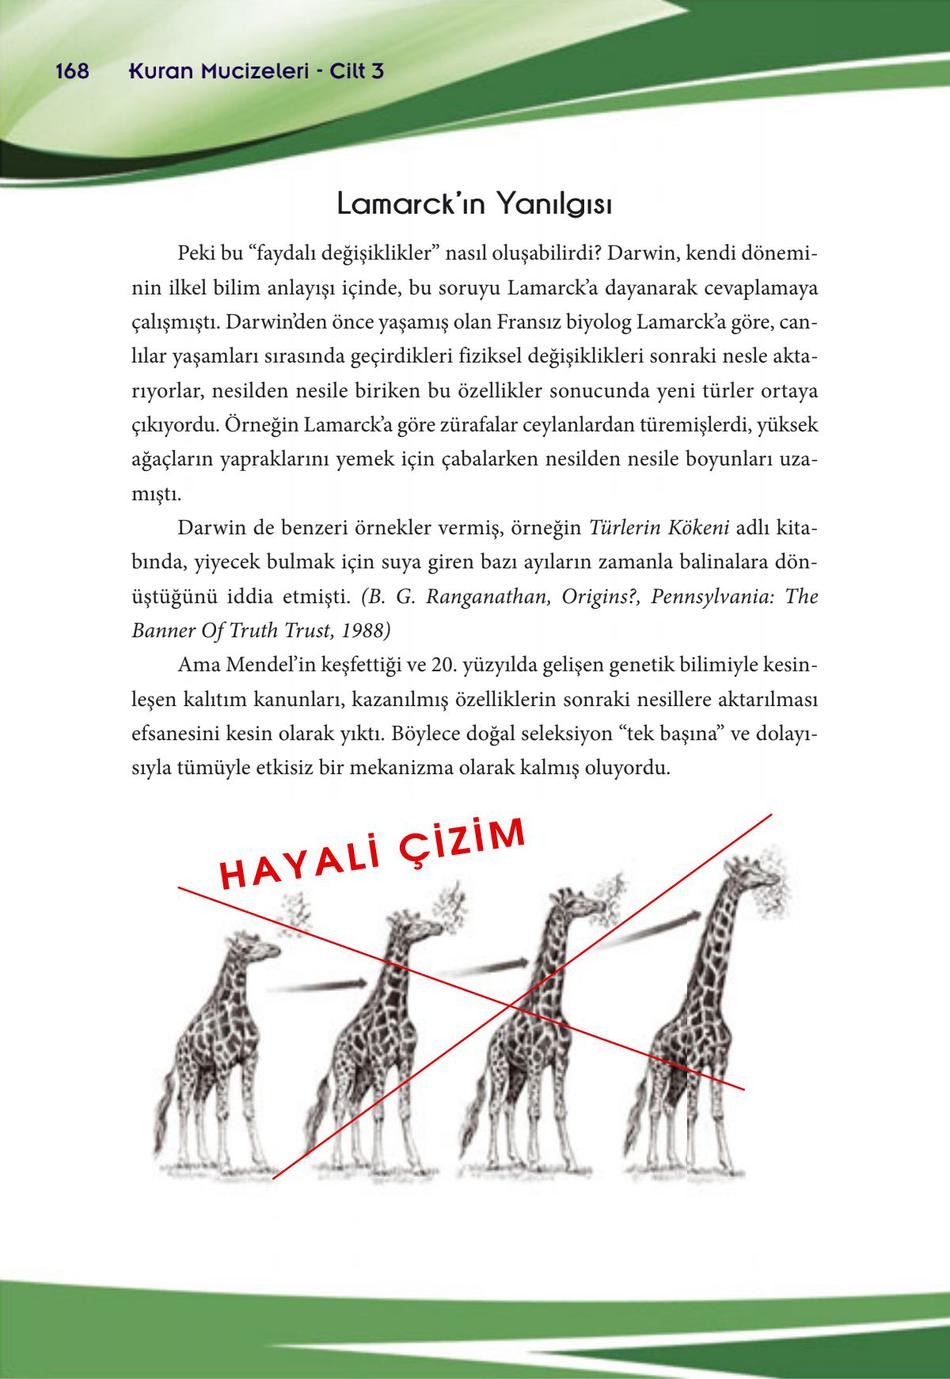 168 Kuran Mucizeleri - Cilt 3
Lamarck'ın Yanılgısı
Peki bu “faydalı değişiklikler” nasıl oluşabilirdi? Darwin, kendi dönemi-
nin ilkel bilim anlayışı içinde, bu soruyu Lamarck'a dayanarak cevaplamaya
çalışmıştı. Darwin'den önce yaşamış olan Fransız biyolog Lamarck'a göre, can-
lılar yaşamları sırasında geçirdikleri fiziksel değişiklikleri sonraki nesle akta-
rıyorlar, nesilden nesile biriken bu özellikler sonucunda yeni türler ortaya
çıkıyordu. Örneğin Lamarck'a göre zürafalar ceylanlardan türemişlerdi, yüksek
ağaçların yapraklarını yemek için çabalarken nesilden nesile boyunları uza-
mıştı.
Darwin de benzeri örnekler vermiş, örneğin Türlerin Kökeni adlı kita-
bında, yiyecek bulmak için suya giren bazı ayıların zamanla balinalara dön-
üştüğünü iddia etmişti. (B. G. Ranganathan, Origins?, Pennsylvania: The
Banner Of Truth Trust, 1988)
Ama Mendel'in keşfettiği ve 20. yüzyılda gelişen genetik bilimiyle kesin-
leşen kalıtım kanunları, kazanılmış özelliklerin sonraki nesillere aktarılması
efsanesini kesin olarak yıktı. Böylece doğal seleksiyon “tek başına” ve dolayı-
sıyla tümüyle etkisiz bir mekanizma olarak kalmış oluyordu.
HAYALİ ÇİZİM